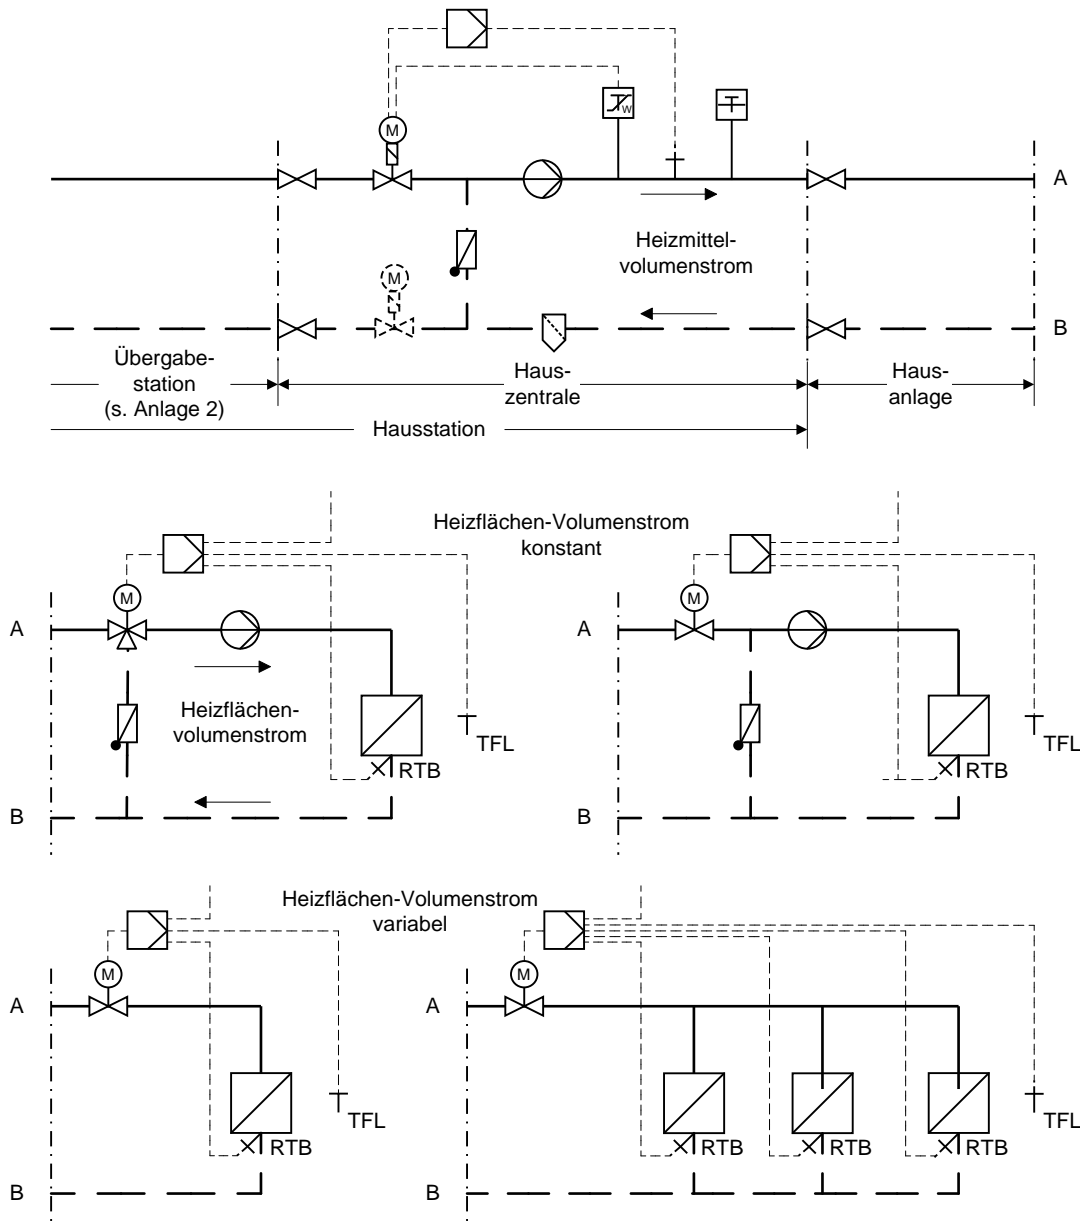 M
T
W
T
A
Heizmittel-
volumenstrom
M
B
Übergabe-
station
(s. Anlage 2)
Haus-
zentrale
Haus-
anlage
Hausstation
Heizflächen-Volumenstrom
konstant
M
A
Heizflächen-
volumenstrom
TFL
RTB
B
M
A
TFL
RTB
B
Heizflächen-Volumenstrom
variabel
M
A
TFL
RTB
B
M
A
TFL
RTB
RTB
RTB
B